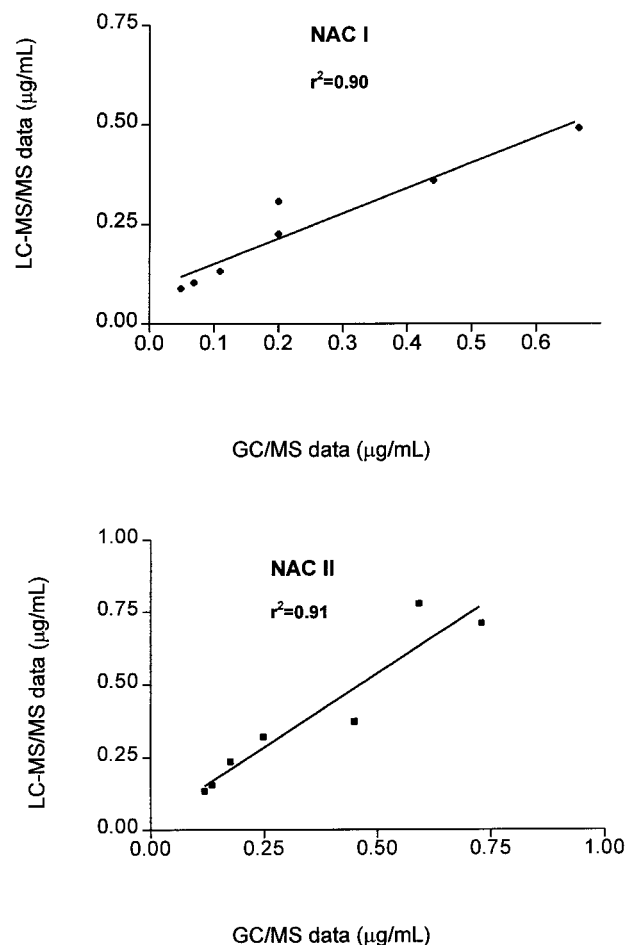 NAC I
r²=0.90
LC-MS/MS data (μg/mL)
0.75
0.50
0.25
0.00
0.0 0.1 0.2 0.3 0.4 0.5 0.6
GC/MS data (μg/mL)
NAC II
r²=0.91
LC-MS/MS data (μg/mL)
1.00
0.75
0.50
0.25
0.00
0.00 0.25 0.50 0.75 1.00
GC/MS data (μg/mL)